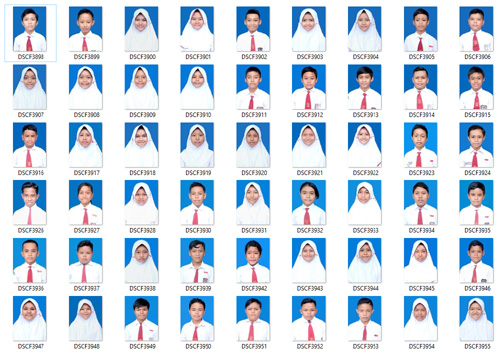 DSCF3898 DSCF3899 DSCF3900 DSCF3901 DSCF3902 DSCF3903 DSCF3904 DSCF3905 DSCF3906
DSCF3907 DSCF3908 DSCF3909 DSCF3910 DSCF3911 DSCF3912 DSCF3913 DSCF3914 DSCF3915
DSCF3916 DSCF3917 DSCF3918 DSCF3919 DSCF3920 DSCF3921 DSCF3922 DSCF3923 DSCF3924
DSCF3926 DSCF3927 DSCF3928 DSCF3930 DSCF3931 DSCF3932 DSCF3933 DSCF3934 DSCF3935
DSCF3936 DSCF3937 DSCF3938 DSCF3939 DSCF3942 DSCF3943 DSCF3944 DSCF3945 DSCF3946
DSCF3947 DSCF3948 DSCF3949 DSCF3950 DSCF3951 DSCF3952 DSCF3953 DSCF3954 DSCF3955